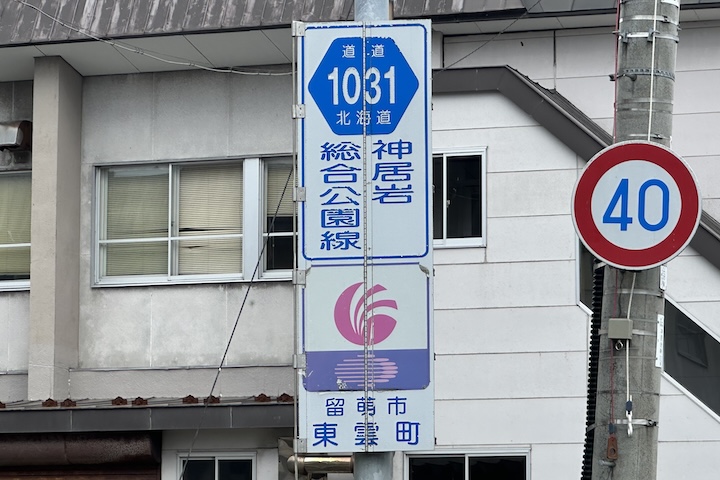 道道
1031
北海道
神居岩
総合公園線
留萌市
東雲町
40